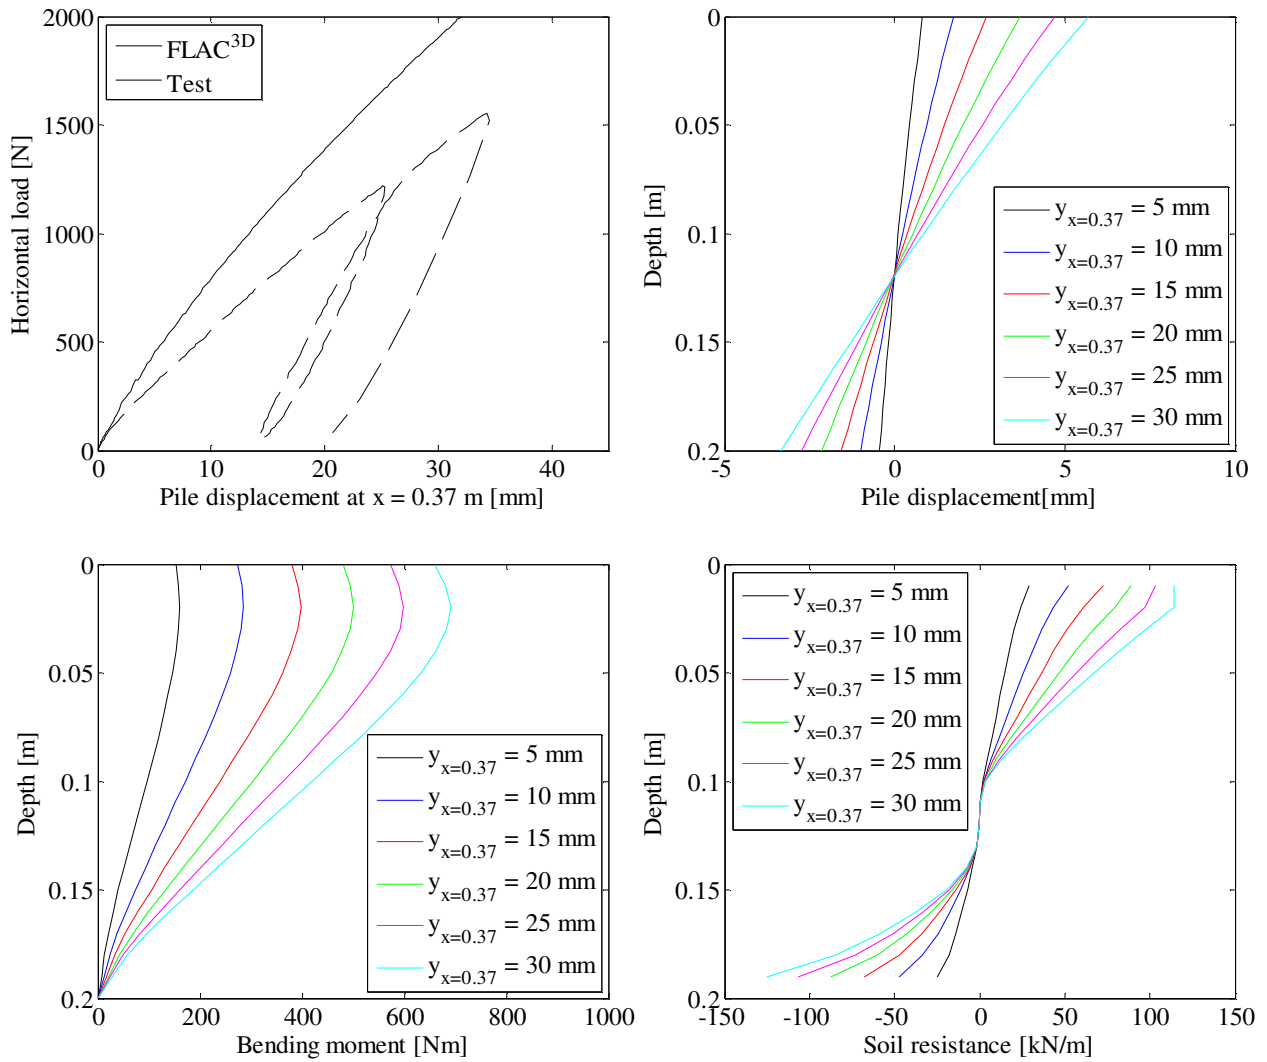 2000
1500
1000
500
0
Horizontal load [N]
FLAC3D
Test
0 10 20 30 40
Pile displacement at x = 0.37 m [mm]
0
0.05
0.1
0.15
0.2
Depth [m]
yx=0.37 = 5 mm
yx=0.37 = 10 mm
yx=0.37 = 15 mm
yx=0.37 = 20 mm
yx=0.37 = 25 mm
yx=0.37 = 30 mm
-5 0 5 10
Pile displacement[mm]
0
0.05
0.1
0.15
0.2
Depth [m]
yx=0.37 = 5 mm
yx=0.37 = 10 mm
yx=0.37 = 15 mm
yx=0.37 = 20 mm
yx=0.37 = 25 mm
yx=0.37 = 30 mm
0 200 400 600 800 1000
Bending moment [Nm]
0
0.05
0.1
0.15
0.2
Depth [m]
yx=0.37 = 5 mm
yx=0.37 = 10 mm
yx=0.37 = 15 mm
yx=0.37 = 20 mm
yx=0.37 = 25 mm
yx=0.37 = 30 mm
-150 -100 -50 0 50 100 150
Soil resistance [kN/m]